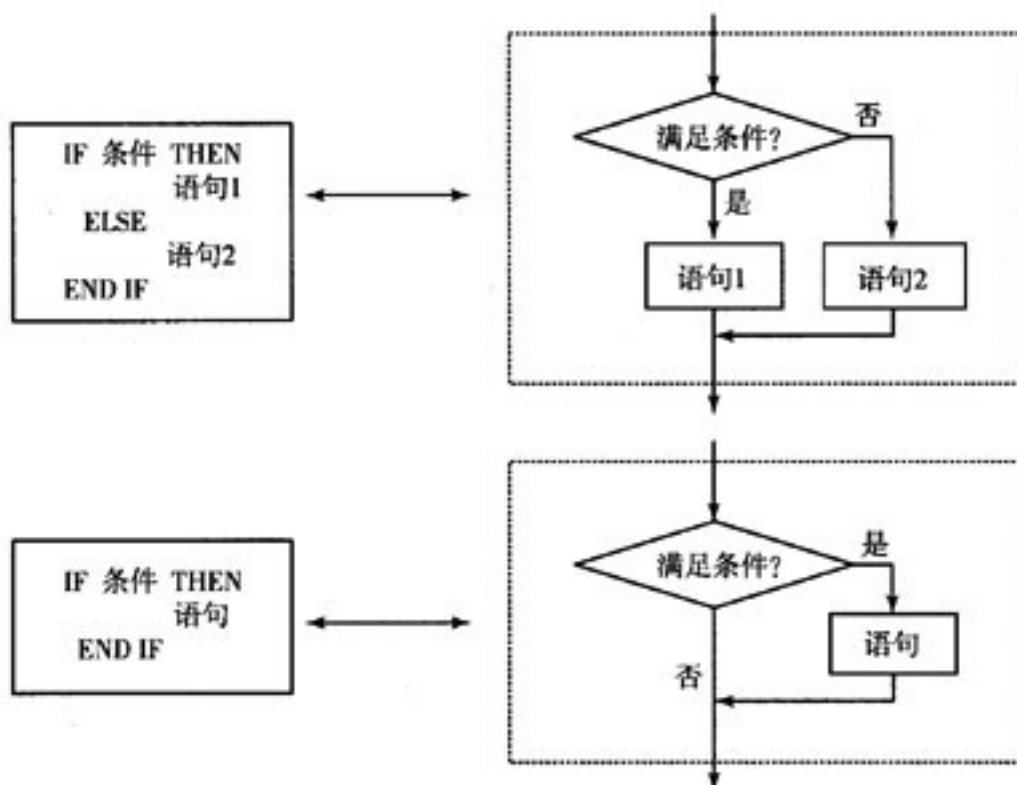 IF 条件 THEN
语句1
ELSE
语句2
END IF
满足条件?
否
是
语句1
语句2
IF 条件 THEN
语句
END IF
满足条件?
是
语句
否